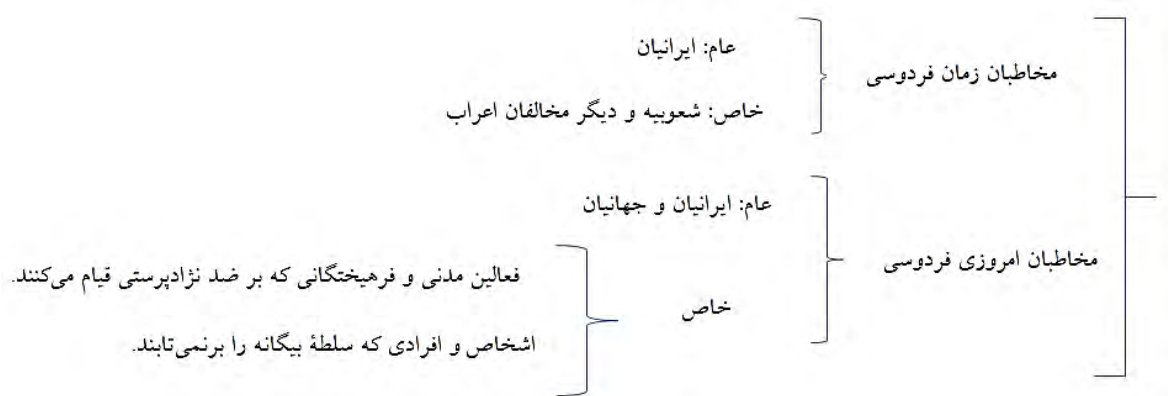 مخاطبان زمان فردوسی
عام: ایرانیان
خاص: شعوبیه و دیگر مخالفان اعراب
مخاطبان امروزی فردوسی
عام: ایرانیان و جهانیان
خاص
فعالین مدنی و فرهیختگانی که بر ضد نژادپرستی قیام می‌کنند.
اشخاص و افرادی که سلطهٔ بیگانه را برنمی‌تابند.